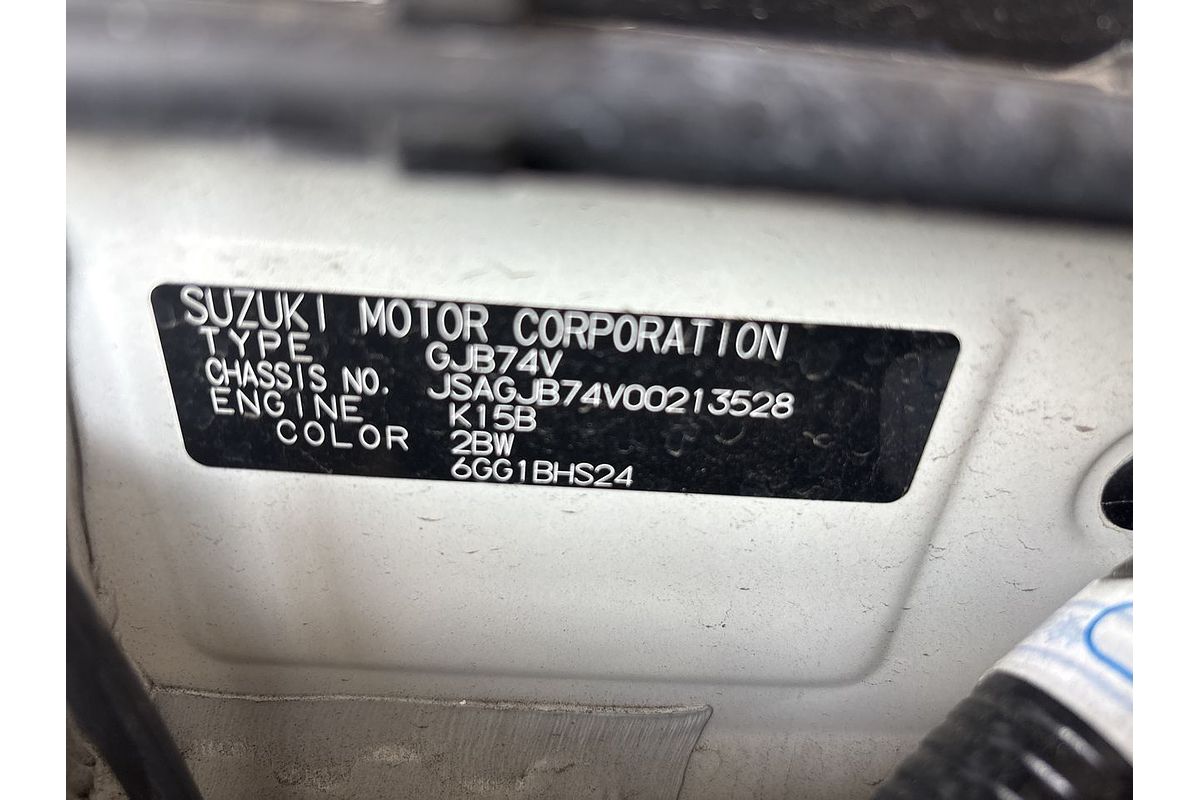 SUZUKI MOTOR CORPORATION
TYPE GJB74V
CHASSIS NO. JSAGJB74V00213528
ENGINE K15B
COLOR 2BW
6GG1BHS24